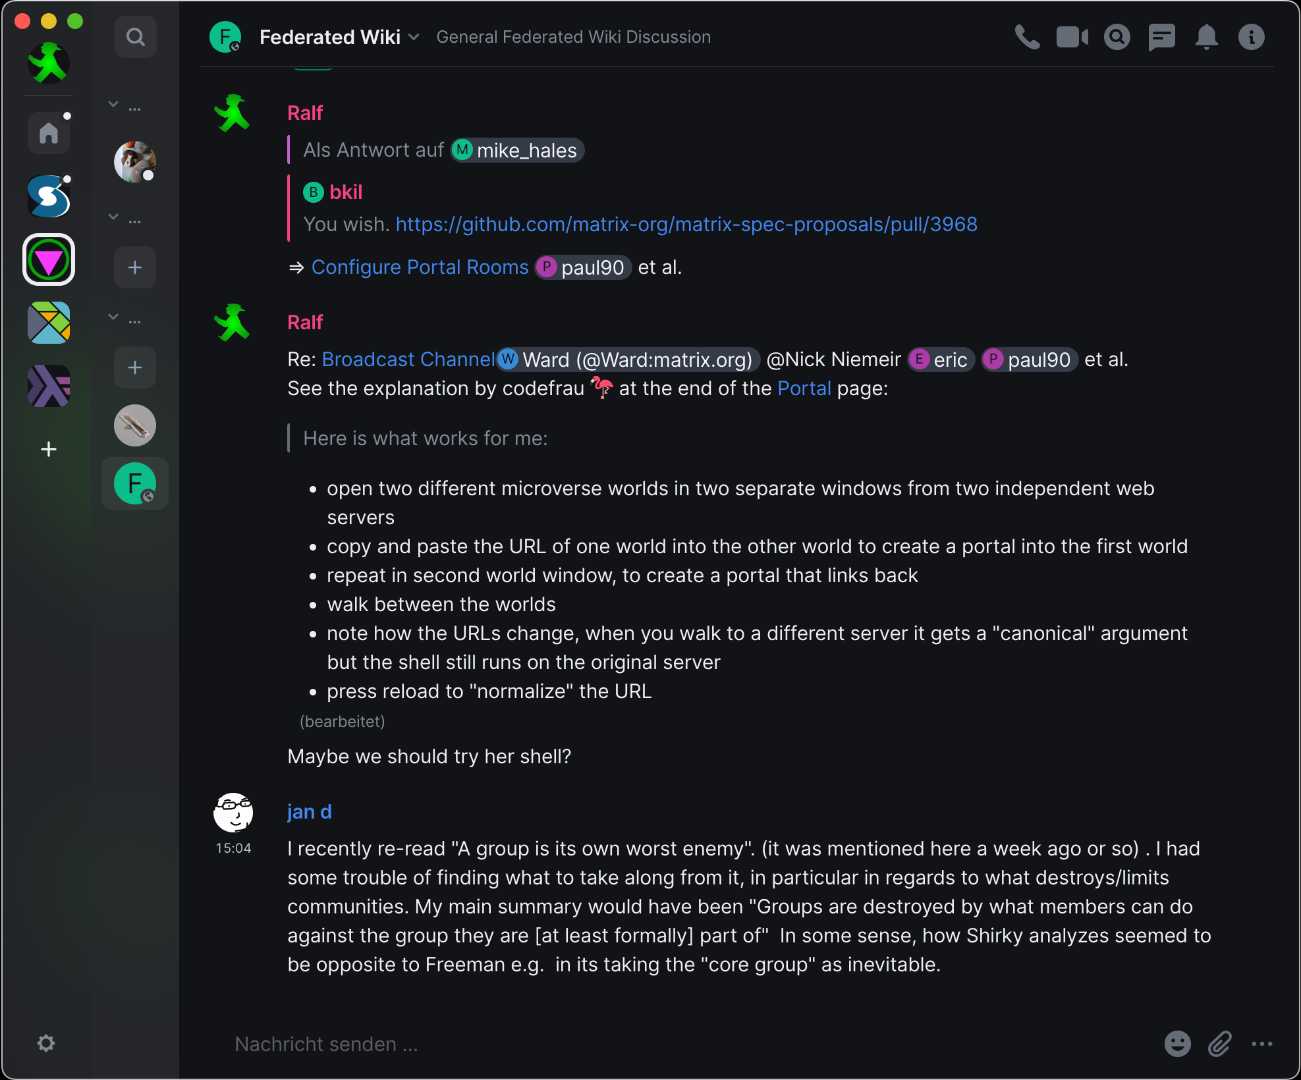 F Federated Wiki General Federated Wiki Discussion
...
Ralf
Als Antwort auf M mike_hales
B bkil
You wish. https://github.com/matrix-org/matrix-spec-proposals/pull/3968
⇒ Configure Portal Rooms P paul90 et al.
...
...
Ralf
Re: Broadcast Channel W Ward (@Ward:matrix.org) @Nick Niemeir E eric P paul90 et al.
See the explanation by codefrau 🦩 at the end of the Portal page:
Here is what works for me:
F
• open two different microverse worlds in two separate windows from two independent web
servers
• copy and paste the URL of one world into the other world to create a portal into the first world
• repeat in second world window, to create a portal that links back
• walk between the worlds
• note how the URLs change, when you walk to a different server it gets a "canonical" argument
but the shell still runs on the original server
• press reload to "normalize" the URL
(bearbeitet)
Maybe we should try her shell?
jan d
15:04
I recently re-read "A group is its own worst enemy". (it was mentioned here a week ago or so) . I had
some trouble of finding what to take along from it, in particular in regards to what destroys/limits
communities. My main summary would have been "Groups are destroyed by what members can do
against the group they are [at least formally] part of"  In some sense, how Shirky analyzes seemed to
be opposite to Freeman e.g.  in its taking the "core group" as inevitable.
Nachricht senden ...